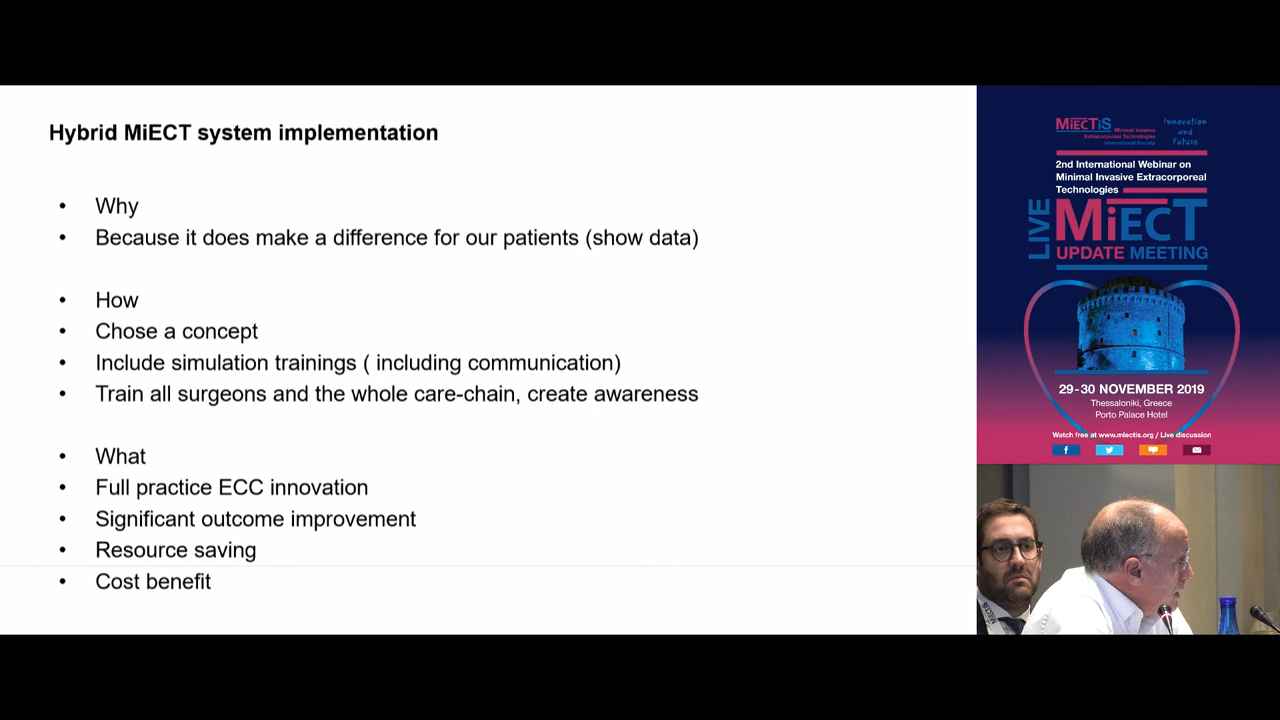 Hybrid MiECT system implementation
• Why
• Because it does make a difference for our patients (show data)
• How
• Chose a concept
• Include simulation trainings ( including communication)
• Train all surgeons and the whole care-chain, create awareness
• What
• Full practice ECC innovation
• Significant outcome improvement
• Resource saving
• Cost benefit
MiECTiS
Minimal Invasive
Extracorporeal Technologies
International Society
Innovation
and
Future
2nd International Webinar on
Minimal Invasive Extracorporeal
Technologies
LIVE
MiECT
UPDATE MEETING
29-30 NOVEMBER 2019
Thessaloniki, Greece
Porto Palace Hotel
Watch free at www.miectis.org / Live discussion
MiECTiS